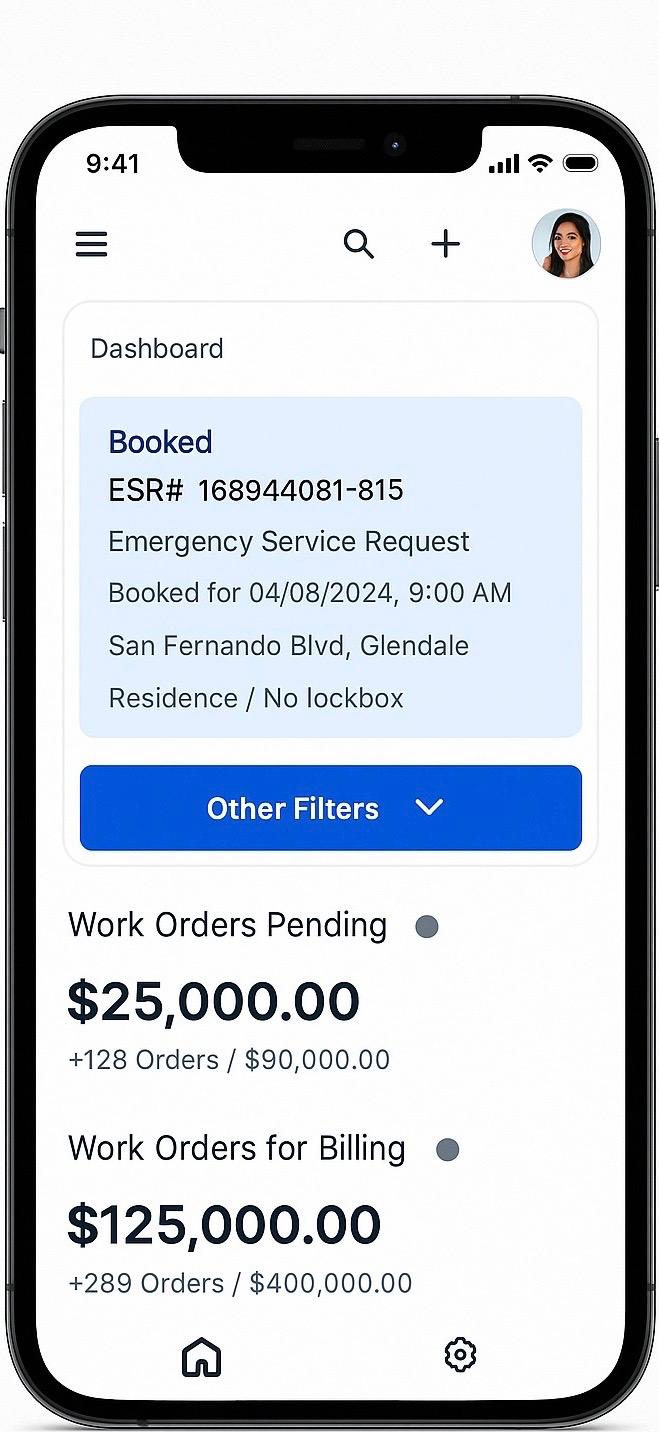 9:41
Dashboard
Booked
ESR# 168944081-815
Emergency Service Request
Booked for 04/08/2024, 9:00 AM
San Fernando Blvd, Glendale
Residence / No lockbox
Other Filters
Work Orders Pending
$25,000.00
+128 Orders / $90,000.00
Work Orders for Billing
$125,000.00
+289 Orders / $400,000.00